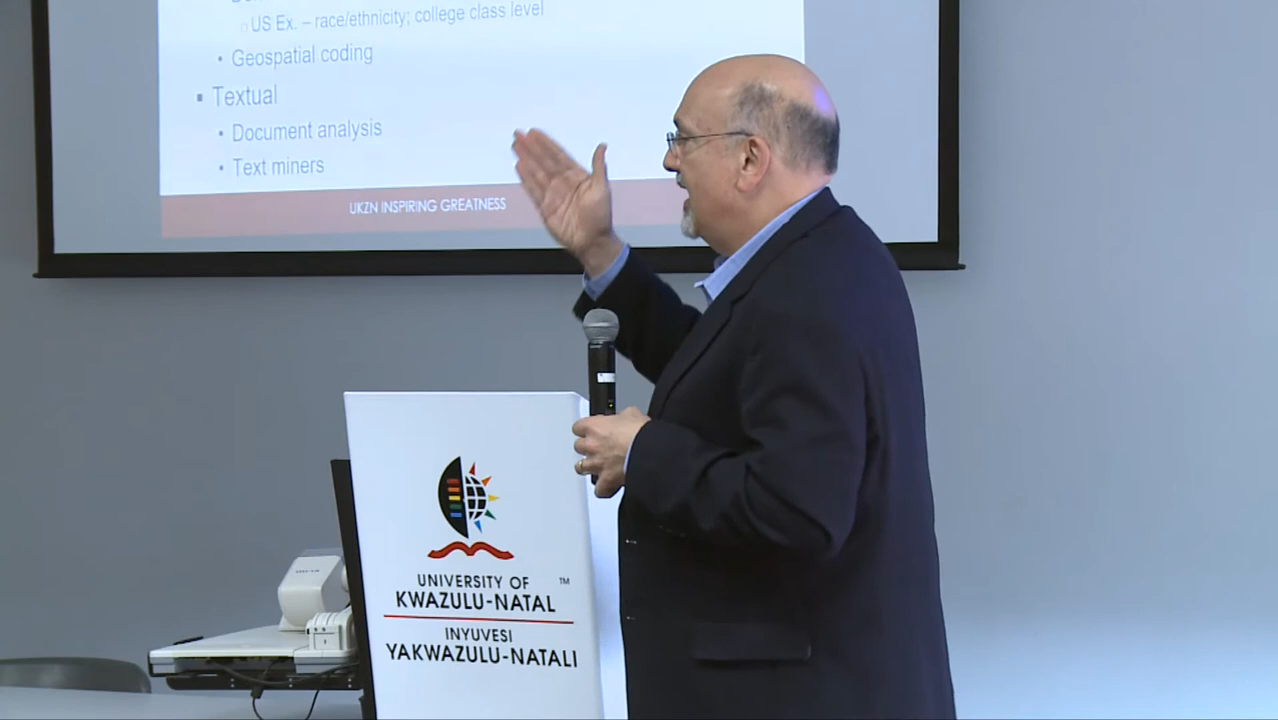 US Ex. – race/ethnicity; college class level
Geospatial coding
Textual
Document analysis
Text miners
UKZN INSPIRING GREATNESS
UNIVERSITY OF ™
KWAZULU-NATAL
INYUVESI
YAKWAZULU-NATALI